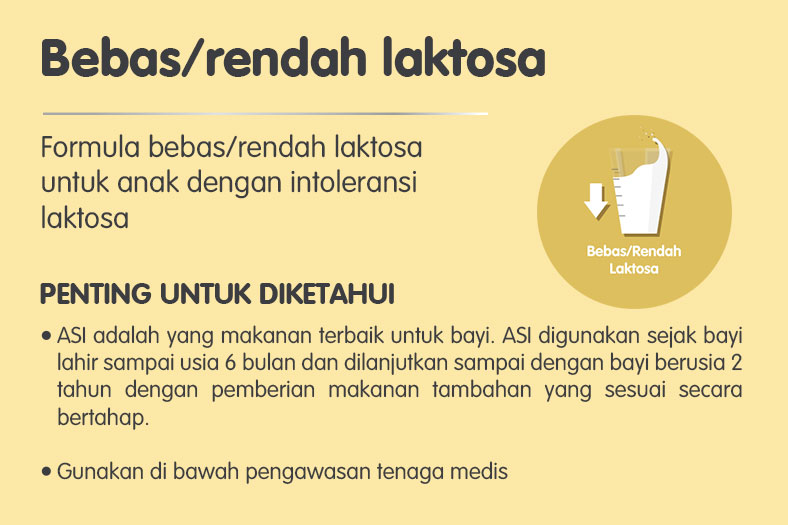 Bebas/rendah laktosa
Formula bebas/rendah laktosa
untuk anak dengan intoleransi
laktosa
Bebas/Rendah
Laktosa
PENTING UNTUK DIKETAHUI
• ASI adalah yang makanan terbaik untuk bayi. ASI digunakan sejak bayi
lahir sampai usia 6 bulan dan dilanjutkan sampai dengan bayi berusia 2
tahun dengan pemberian makanan tambahan yang sesuai secara
bertahap.
• Gunakan di bawah pengawasan tenaga medis